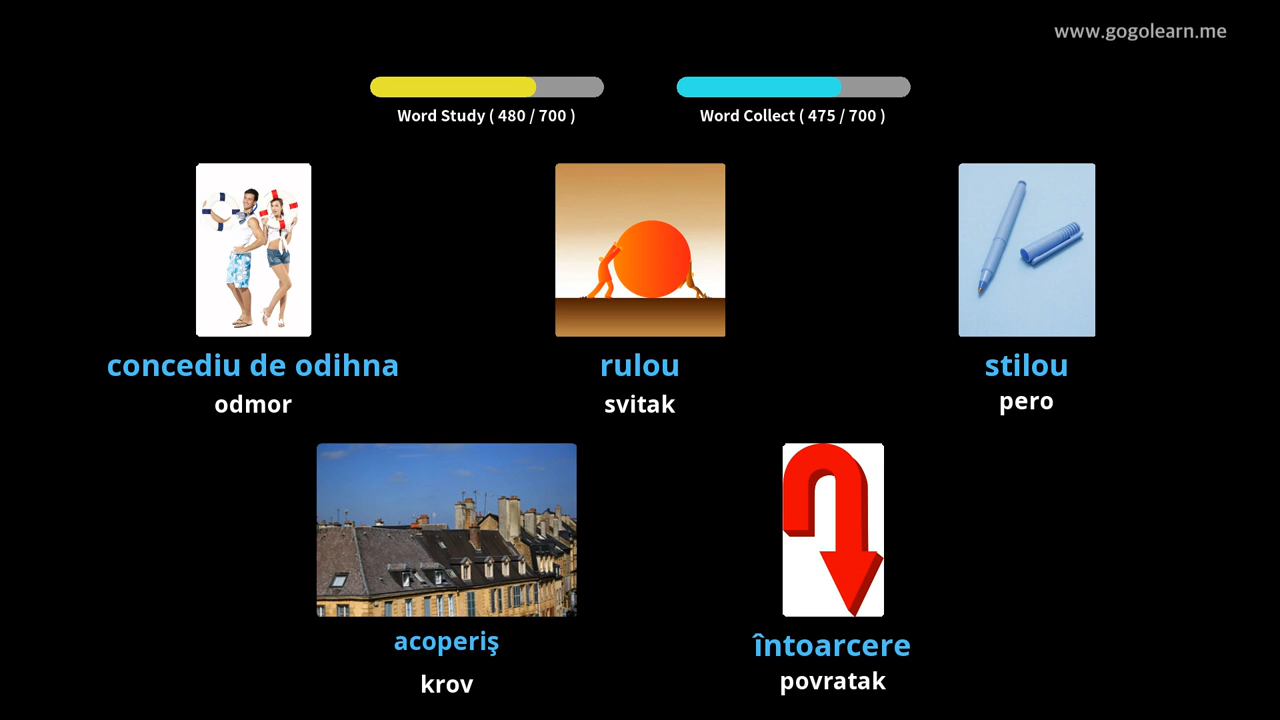 www.gogolearn.me
Word Study ( 480 / 700 )
Word Collect ( 475 / 700 )
concediu de odihna
odmor
rulou
svitak
stilou
pero
acoperiş
krov
întoarcere
povratak